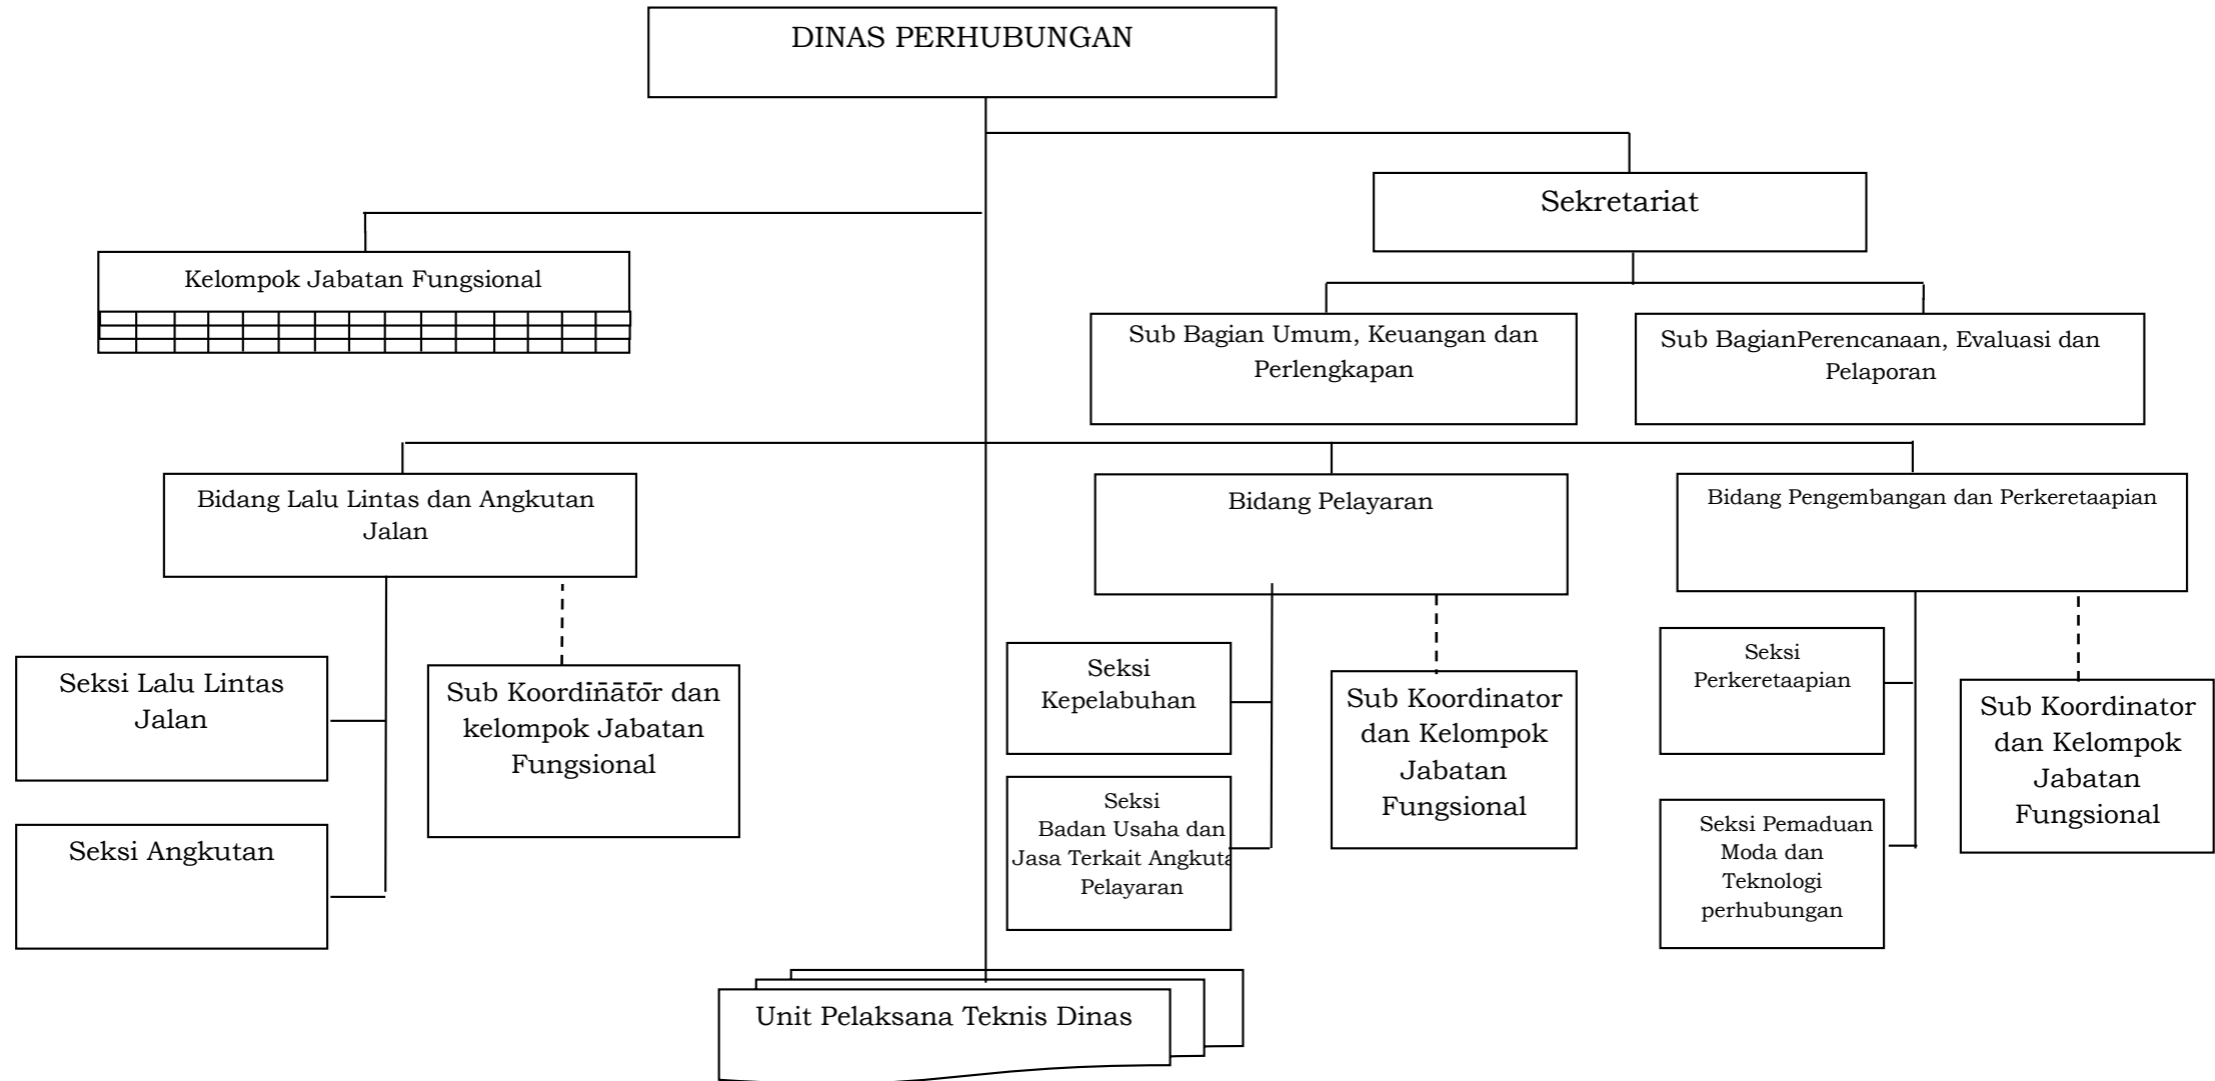 DINAS PERHUBUNGAN
Sekretariat
Kelompok Jabatan Fungsional
Sub Bagian Umum, Keuangan dan
Perlengkapan
Sub BagianPerencanaan, Evaluasi dan
Pelaporan
Bidang Lalu Lintas dan Angkutan
Jalan
Bidang Pelayaran
Bidang Pengembangan dan Perkeretaapian
Seksi Lalu Lintas
Jalan
Sub Koordinator dan
kelompok Jabatan
Fungsional
Seksi Angkutan
Seksi
Kepelabuhan
Seksi
Badan Usaha dan
Jasa Terkait Angkuta
Pelayaran
Sub Koordinator
dan Kelompok
Jabatan
Fungsional
Seksi
Perkeretaapian
Seksi Pemaduan
Moda dan
Teknologi
perhubungan
Sub Koordinator
dan Kelompok
Jabatan
Fungsional
Unit Pelaksana Teknis Dinas